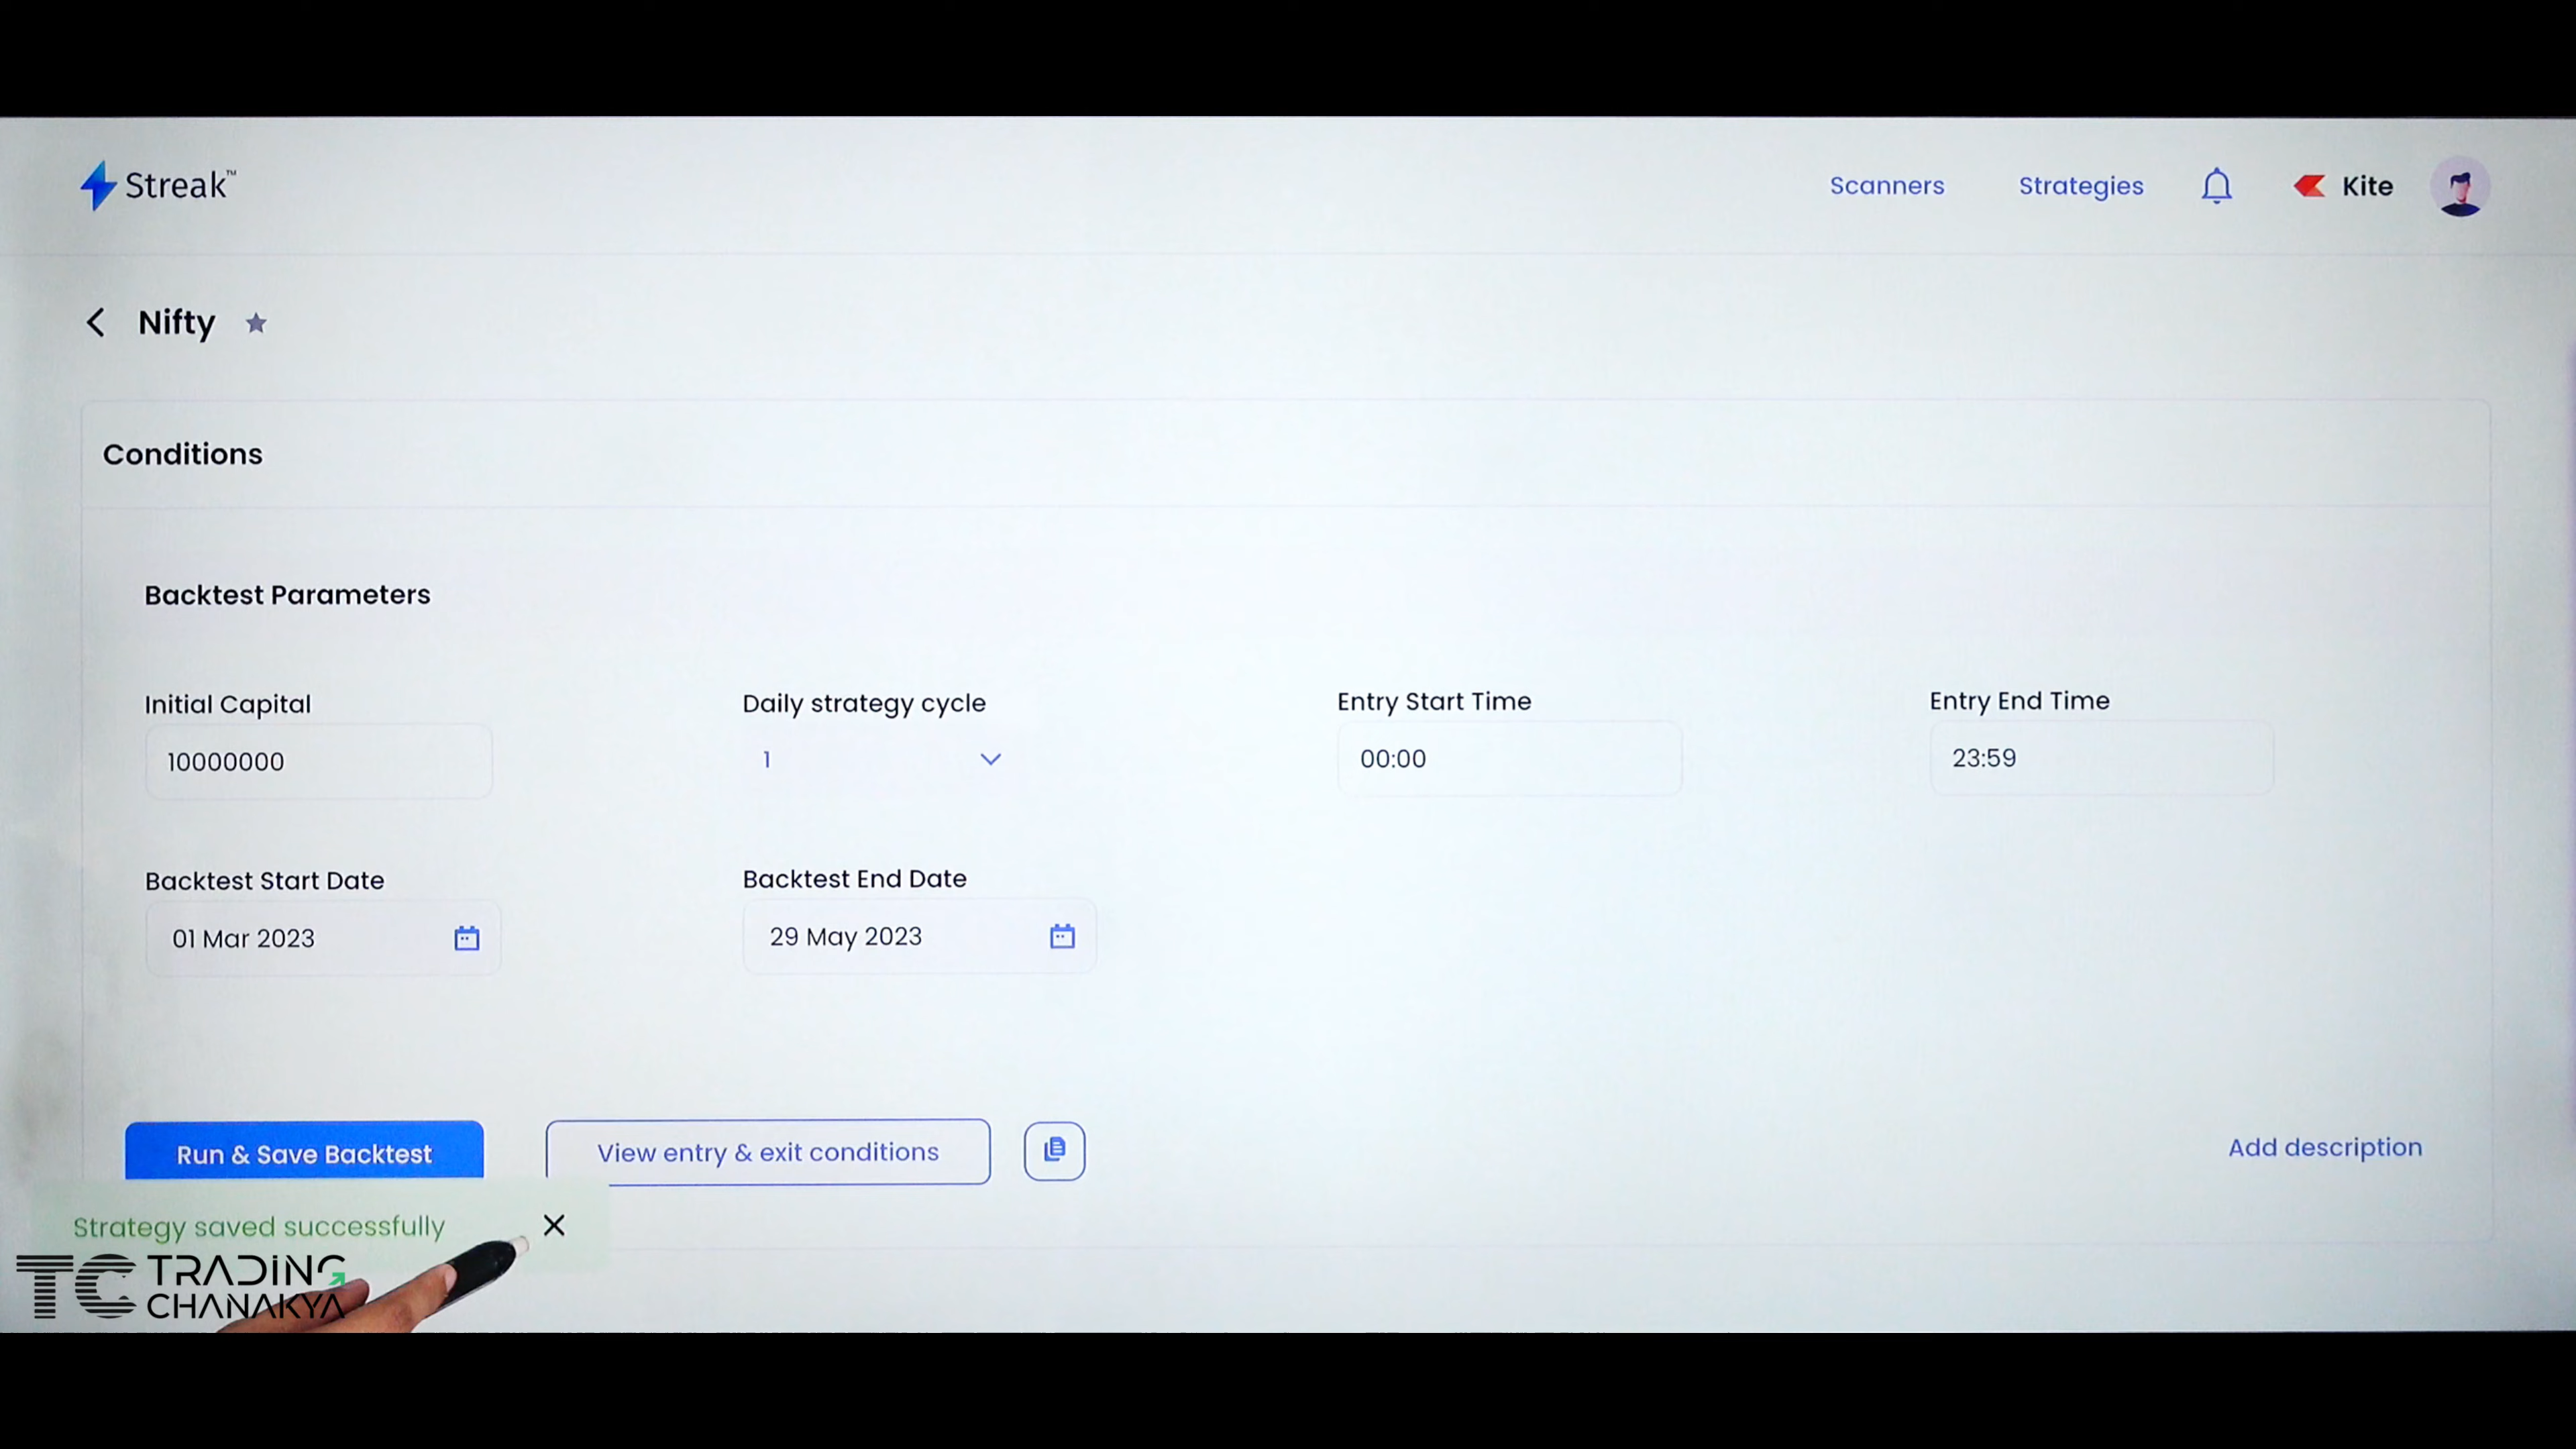 Streak™
Scanners
Strategies
Kite
Nifty
Conditions
Backtest Parameters
Initial Capital
Daily strategy cycle
Entry Start Time
Entry End Time
10000000
1
00:00
23:59
Backtest Start Date
Backtest End Date
01 Mar 2023
29 May 2023
Run & Save Backtest
View entry & exit conditions
Add description
Strategy saved successfully
TC TRADING
CHANAKYA